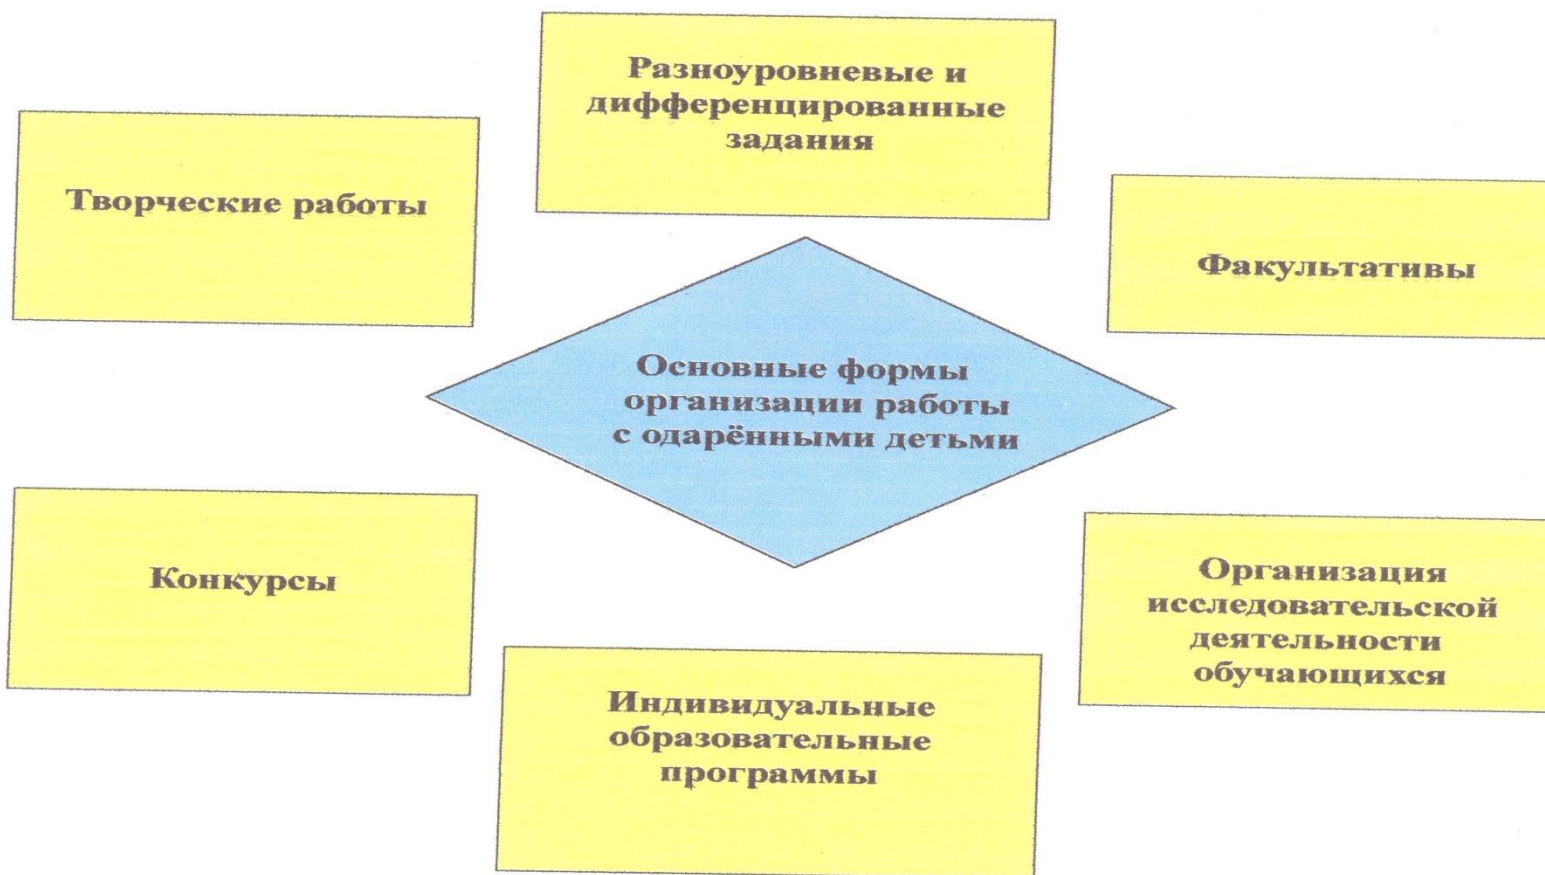 Разноуровневые и
дифференцированные
задания
Творческие работы
Факультативы
Основные формы
организации работы
с одарёнными детьми
Конкурсы
Организация
исследовательской
деятельности
обучающихся
Индивидуальные
образовательные
программы